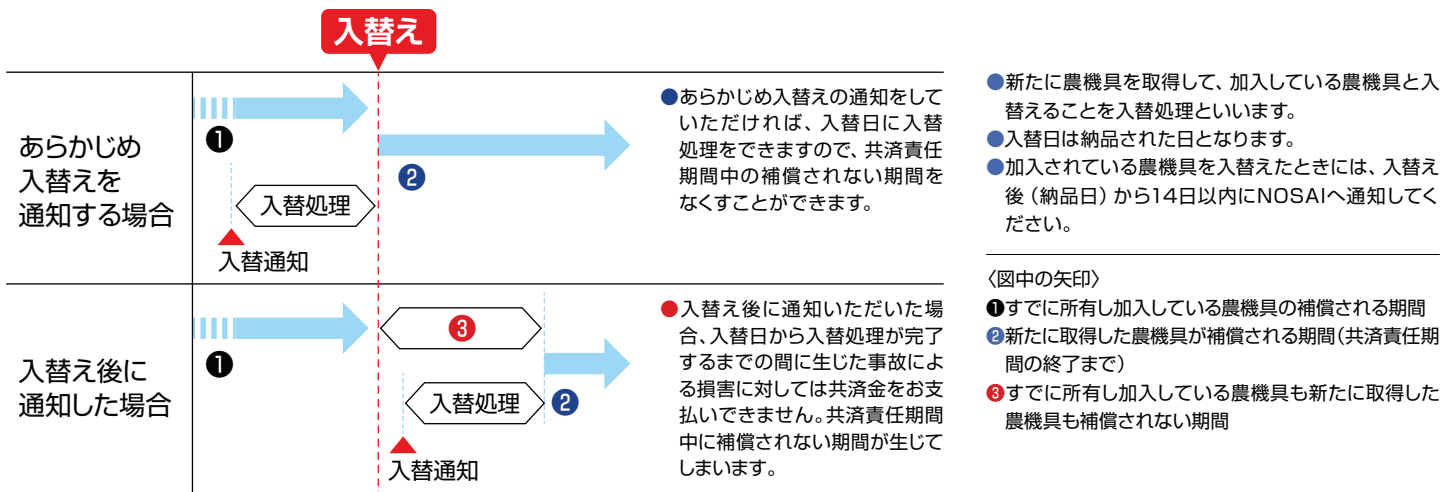 入替え
あらかじめ
入替えを
通知する場合
❶
❷
入替処理
入替通知
●あらかじめ入替えの通知をして
いただければ、入替日に入替
処理をできますので、共済責任
期間中の補償されない期間を
なくすことができます。
入替え後に
通知した場合
❶
❸
入替処理
❷
入替通知
●入替え後に通知いただいた場
合、入替日から入替処理が完了
するまでの間に生じた事故によ
る損害に対しては共済金をお支
払いできません。共済責任期間
中に補償されない期間が生じて
しまいます。
●新たに農機具を取得して、加入している農機具と入
替えることを入替処理といいます。
●入替日は納品された日となります。
●加入されている農機具を入替えたときには、入替え
後（納品日）から14日以内にNOSAIへ通知してく
ださい。
〈図中の矢印〉
❶すでに所有し加入している農機具の補償される期間
❷新たに取得した農機具が補償される期間（共済責任期
間の終了まで）
❸すでに所有し加入している農機具も新たに取得した
農機具も補償されない期間